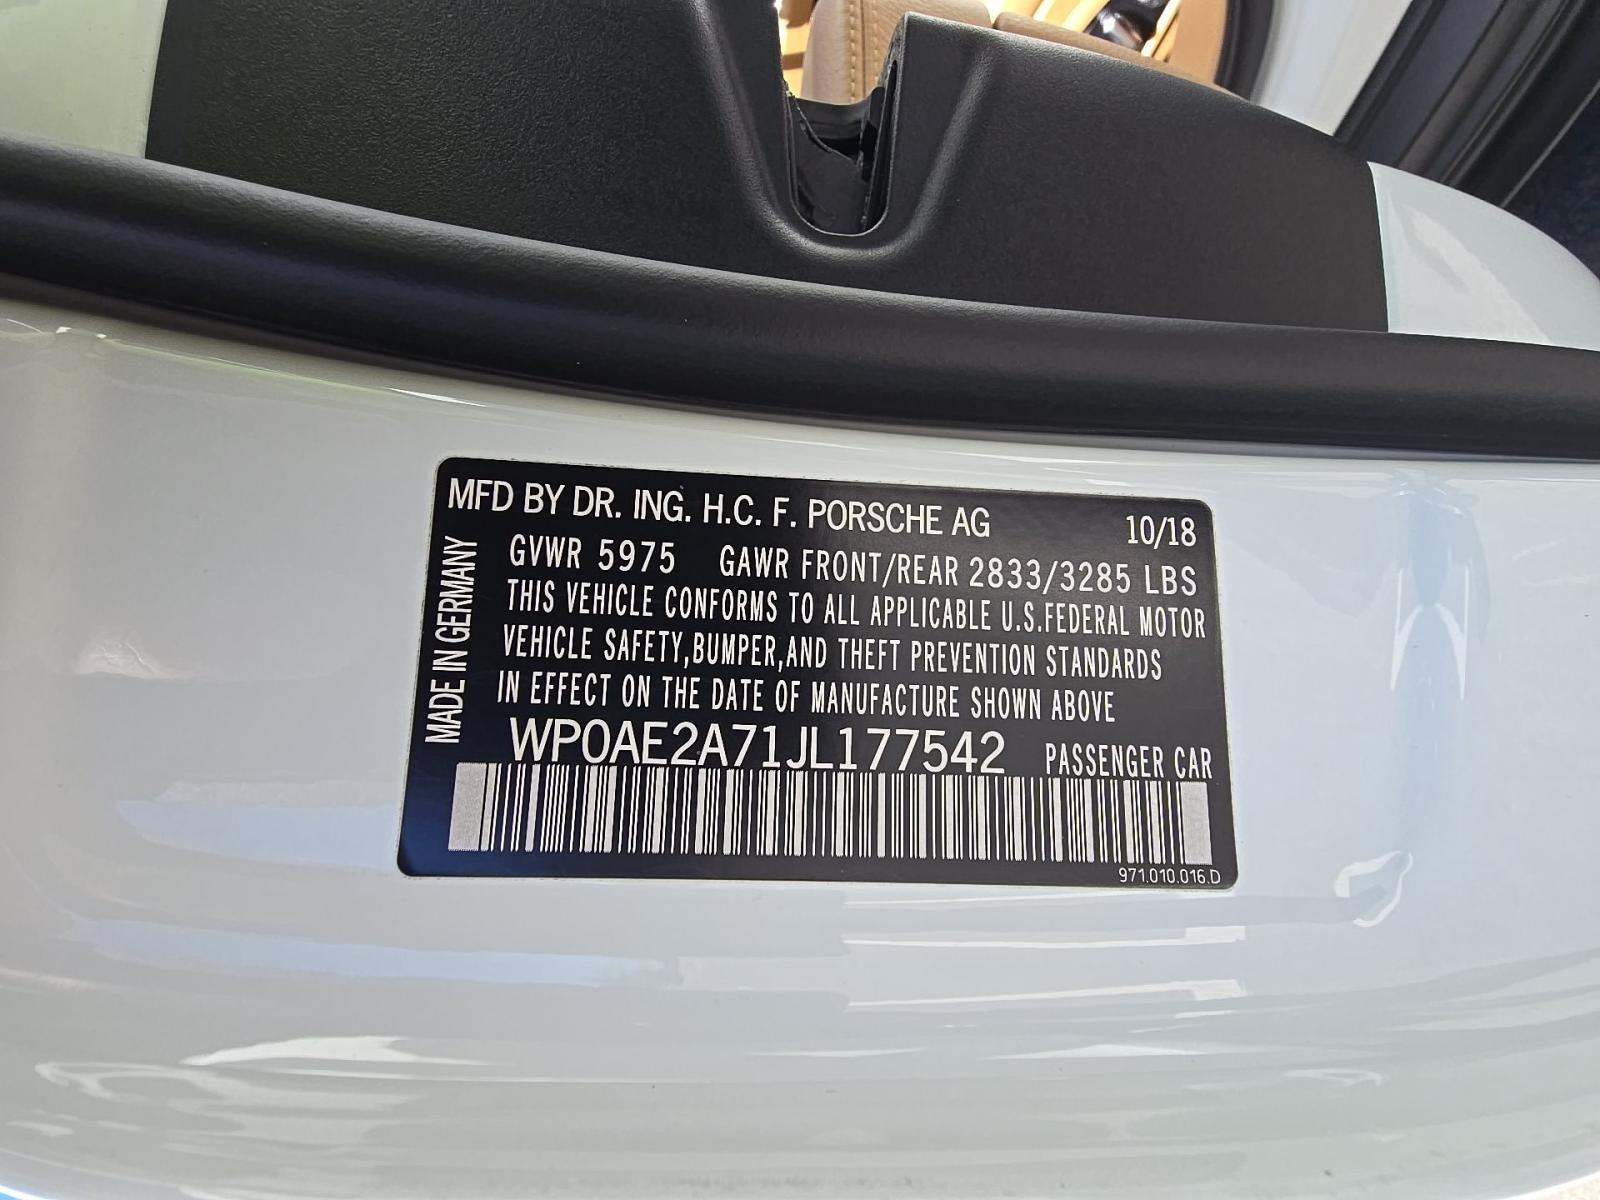 MFD BY DR. ING. H.C. F. PORSCHE AG 10/18
GVWR 5975 GAWR FRONT/REAR 2833/3285 LBS
THIS VEHICLE CONFORMS TO ALL APPLICABLE U.S.FEDERAL MOTOR
VEHICLE SAFETY,BUMPER,AND THEFT PREVENTION STANDARDS
IN EFFECT ON THE DATE OF MANUFACTURE SHOWN ABOVE
WP0AE2A71JL177542 PASSENGER CAR
971.010.016.D
MADE IN GERMANY